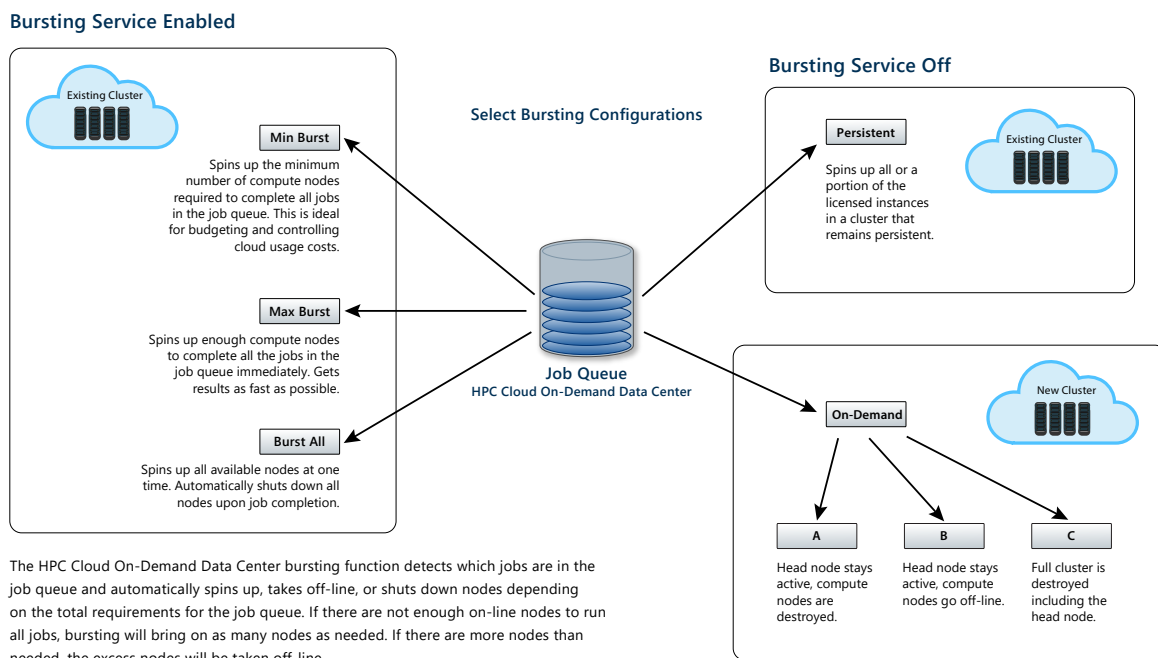 Bursting Service Enabled
Existing Cluster
Min Burst
Spins up the minimum
number of compute nodes
required to complete all jobs
in the job queue. This is ideal
for budgeting and controlling
cloud usage costs.
Max Burst
Spins up enough compute nodes
to complete all the jobs in the
job queue immediately. Gets
results as fast as possible.
Burst All
Spins up all available nodes at one
time. Automatically shuts down all
nodes upon job completion.
Select Bursting Configurations
Job Queue
HPC Cloud On-Demand Data Center
Bursting Service Off
Persistent
Spins up all or a
portion of the
licensed instances
in a cluster that
remains persistent.
Existing Cluster
New Cluster
On-Demand
A
Head node stays
active, compute
nodes are
destroyed.
B
Head node stays
active, compute
nodes go off-line.
C
Full cluster is
destroyed
including the
head node.
The HPC Cloud On-Demand Data Center bursting function detects which jobs are in the
job queue and automatically spins up, takes off-line, or shuts down nodes depending
on the total requirements for the job queue. If there are not enough on-line nodes to run
all jobs, bursting will bring on as many nodes as needed. If there are more nodes than
needed, the excess nodes will be taken off-line.